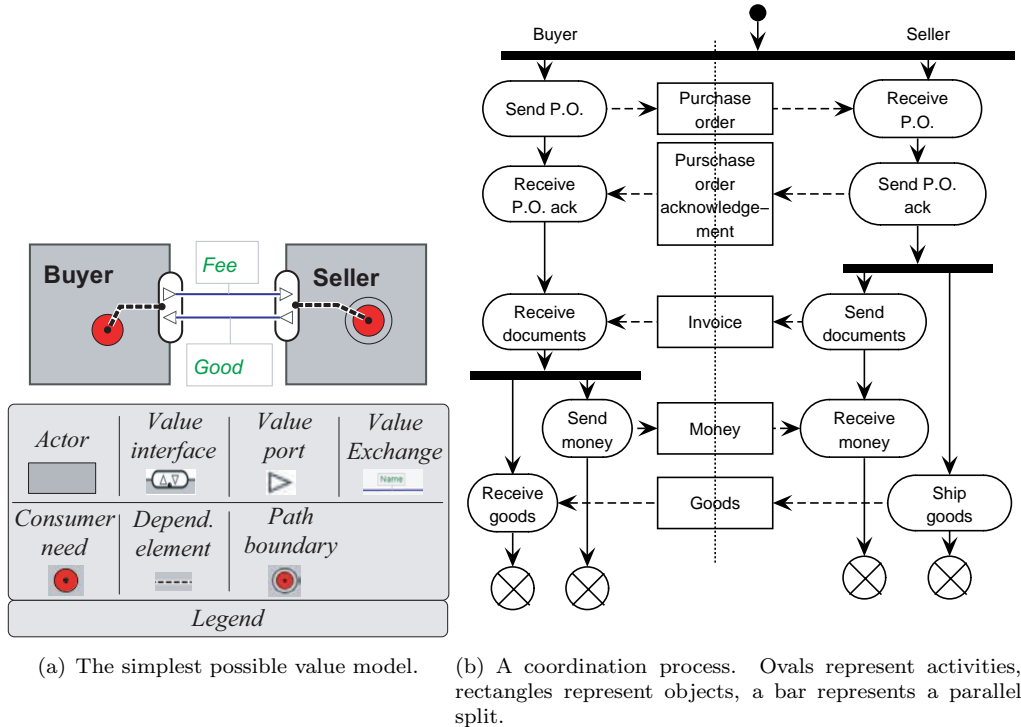 Buyer
Fee
Seller
Good
Actor
Value
interface
Value
port
Value
Exchange
Name
Consumer
need
Depend.
element
Path
boundary
Legend
(a) The simplest possible value model.
Buyer
Seller
Send P.O.
Purchase
order
Receive
P.O.
Receive
P.O. ack
Purschase
order
acknowledge–
ment
Send P.O.
ack
Receive
documents
Invoice
Send
documents
Send
money
Money
Receive
money
Receive
goods
Goods
Ship
goods
(b) A coordination process. Ovals represent activities,
rectangles represent objects, a bar represents a parallel
split.